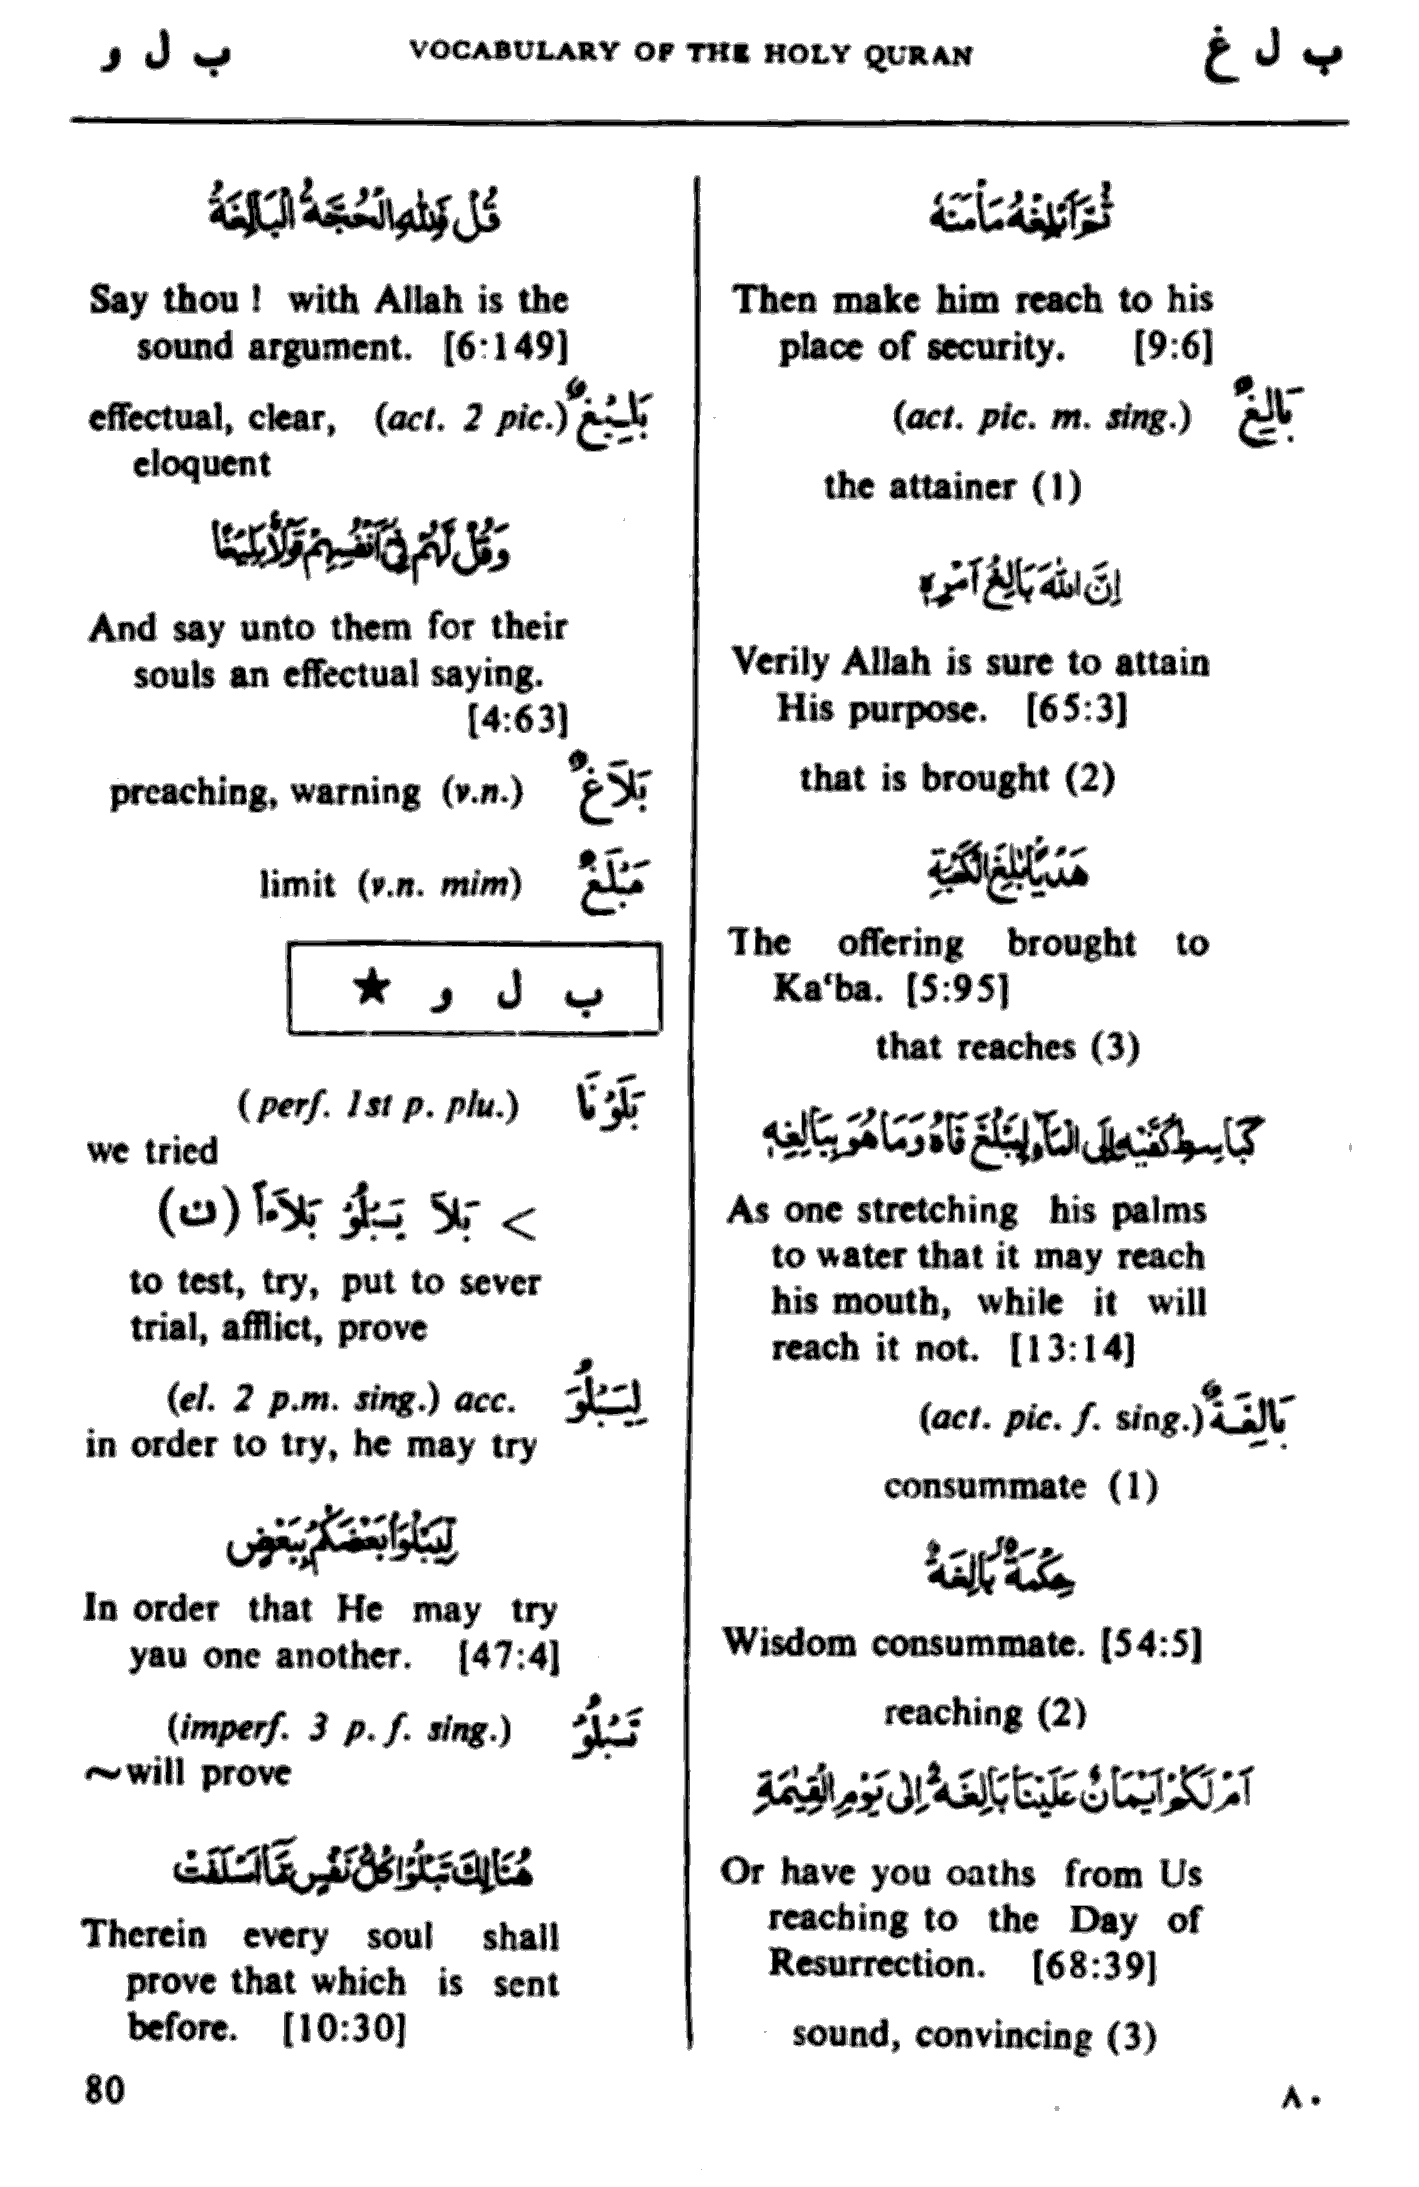 ب ل غ VOCABULARY OF THE HOLY QURAN ب ل و
ثُمَّ اَبْلِغْهُ مَاْمَنَهٗ
Then make him reach to his
place of security. [9:6]
(act. pic. m. sing.) بَالِغٌ
the attainer (1)
اِنَّ اللّٰهَ بَالِغُ اَمْرِهٖ
Verily Allah is sure to attain
His purpose. [65:3]
that is brought (2)
هَدْيًۢا بٰلِغَ الْكَعْبَةِ
The offering brought to
Ka‘ba. [5:95]
that reaches (3)
كَبَاسِطِ كَفَّيْهِ اِلَى الْمَآءِ لِيَبْلُغَ فَاهُ وَمَا هُوَ بِبَالِغِهٖ
As one stretching his palms
to water that it may reach
his mouth, while it will
reach it not. [13:14]
(act. pic. f. sing.) بَالِغَةٌ
consummate (1)
حِكْمَةٌۢ بَالِغَةٌ
Wisdom consummate. [54:5]
reaching (2)
اَمْ لَكُمْ اَيْمَانٌ عَلَيْنَا بَالِغَةٌ اِلٰى يَوْمِ الْقِيٰمَةِ
Or have you oaths from Us
reaching to the Day of
Resurrection. [68:39]
sound, convincing (3)
قُلْ فَلِلّٰهِ الْحُجَّةُ الْبَالِغَةُ
Say thou ! with Allah is the
sound argument. [6:149]
effectual, clear, (act. 2 pic.) بَلِيْغٌ
eloquent
وَقُلْ لَّهُمْ فِيْٓ اَنْفُسِهِمْ قَوْلًاۢ بَلِيْغًا
And say unto them for their
souls an effectual saying.
[4:63]
preaching, warning (v.n.) بَلاَغٌ
limit (v.n. mim) مَبْلَغٌ
ب ل و ★
(perf. 1st p. plu.) بَلَوْنَا
we tried
> بَلاَ يَبْلُوْ بَلاَءاً (ن)
to test, try, put to sever
trial, afflict, prove
(el. 2 p.m. sing.) acc. لِيَبْلُوَ
in order to try, he may try
لِيَبْلُوَا۟ بَعْضَكُمْ بِبَعْضٍ
In order that He may try
yau one another. [47:4]
(imperf. 3 p. f. sing.) تَبْلُوْ
~will prove
هُنَالِكَ تَبْلُوْا كُلُّ نَفْسٍ مَّآ اَسْلَفَتْ
Therein every soul shall
prove that which is sent
before. [10:30]
80 ٨٠